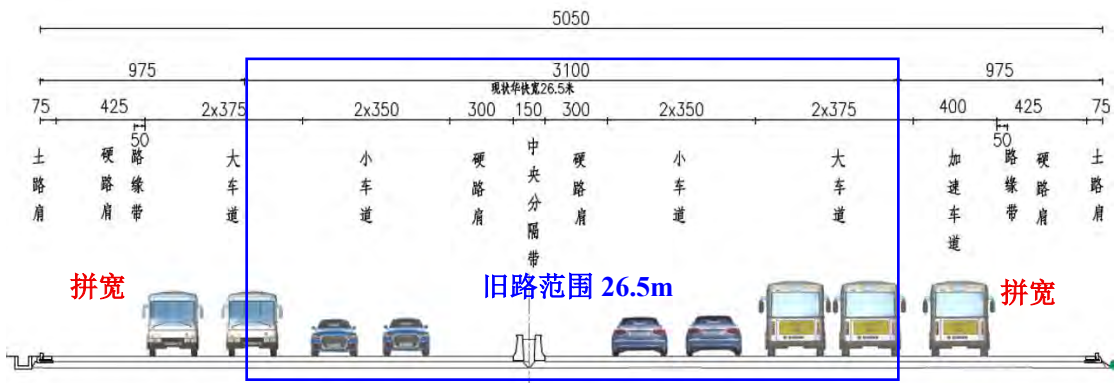 5050
975 3100 975
现状华快宽26.5米
75 425 2x375 2x350 300 150 300 2x350 2x375 400 425 75
50 50
土路肩 硬路肩 路缘带 大车道 小车道 硬路肩 中央分隔带 硬路肩 小车道 大车道 加速车道 路缘带 硬路肩 土路肩
拼宽 旧路范围 26.5m 拼宽